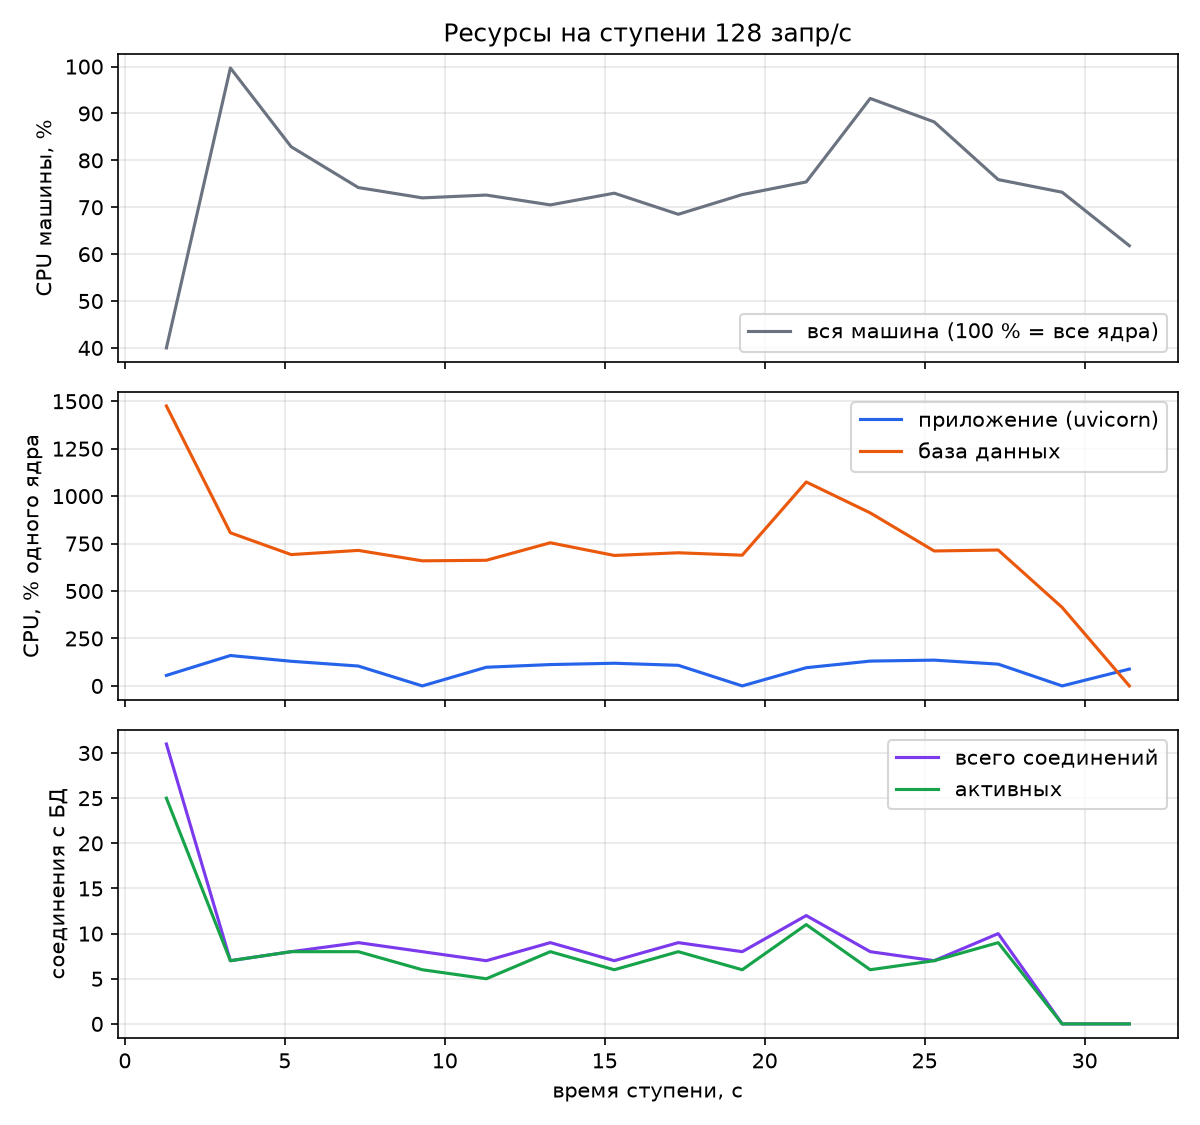 Ресурсы на ступени 128 запр/с
CPU машины, %
100
90
80
70
60
50
40
вся машина (100 % = все ядра)
CPU, % одного ядра
1500
1250
1000
750
500
250
0
приложение (uvicorn)
база данных
соединения с БД
30
25
20
15
10
5
0
всего соединений
активных
0 5 10 15 20 25 30
время ступени, с